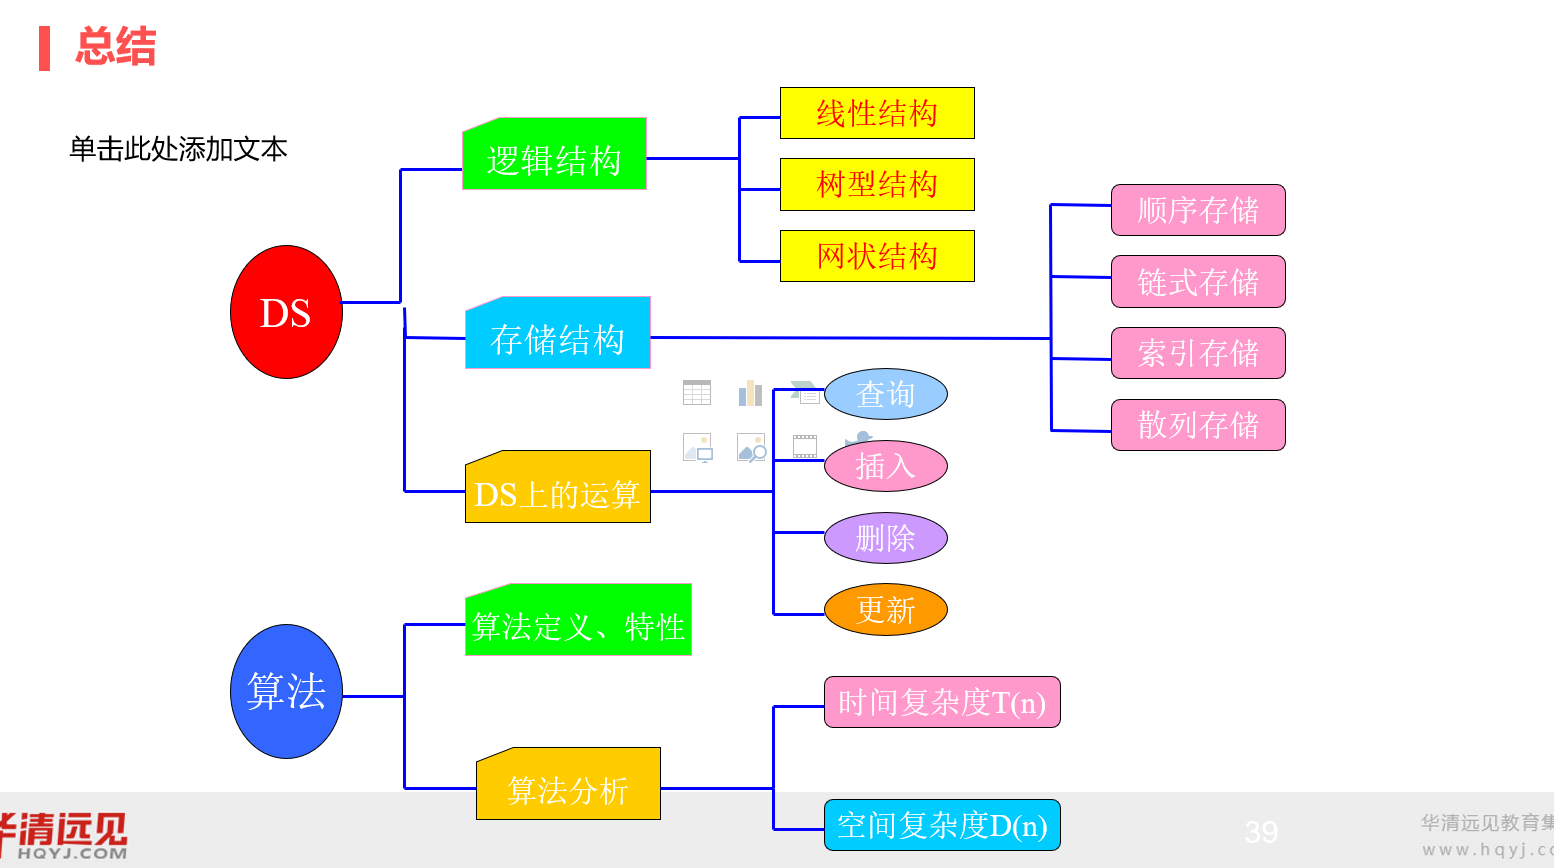 总结
单击此处添加文本
DS
逻辑结构
线性结构
树型结构
网状结构
存储结构
顺序存储
链式存储
索引存储
散列存储
DS上的运算
查询
插入
删除
更新
算法
算法定义、特性
算法分析
时间复杂度T(n)
空间复杂度D(n)
华清远见
HQYJ.COM
39
华清远见教育集
www.hqyj.co